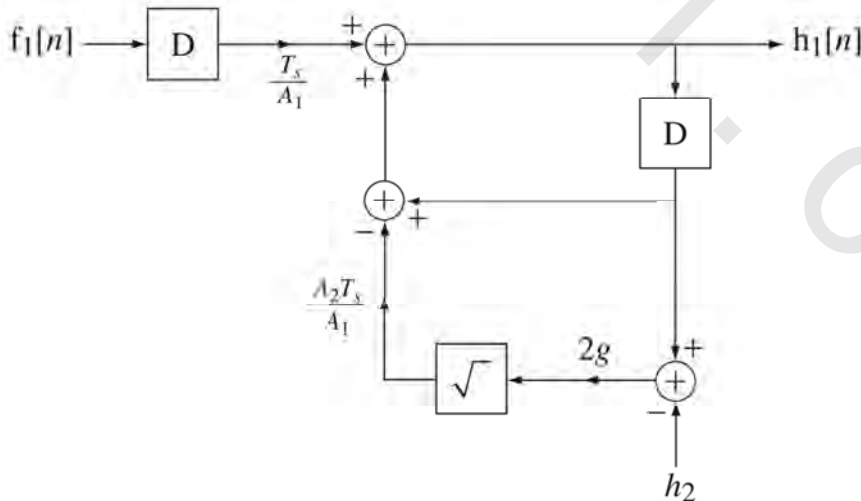 f₁[n] D + + h₁[n]
Tₛ/A₁ +
D
+ +
−
A₂Tₛ/A₁
2g +
√ +
−
h₂